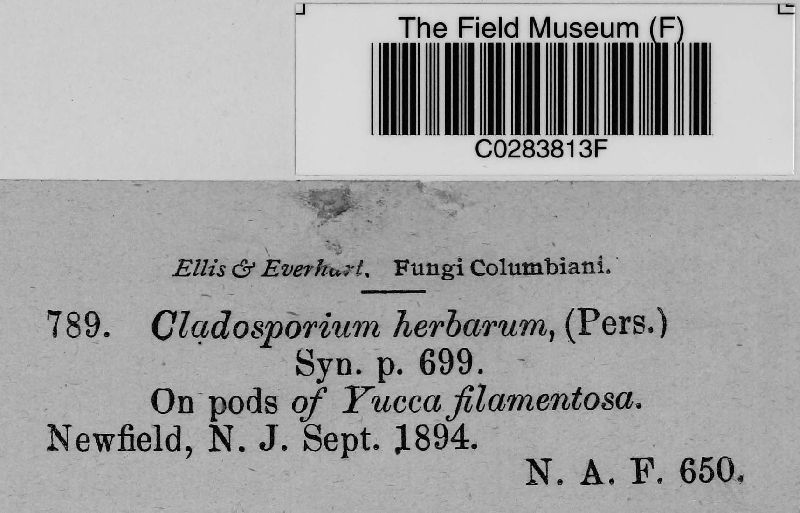 The Field Museum (F)
C0283813F
Ellis & Everhart. Fungi Columbiani.
789. Cladosporium herbarum, (Pers.)
Syn. p. 699.
On pods of Yucca filamentosa.
Newfield, N. J. Sept. 1894.
N. A. F. 650.